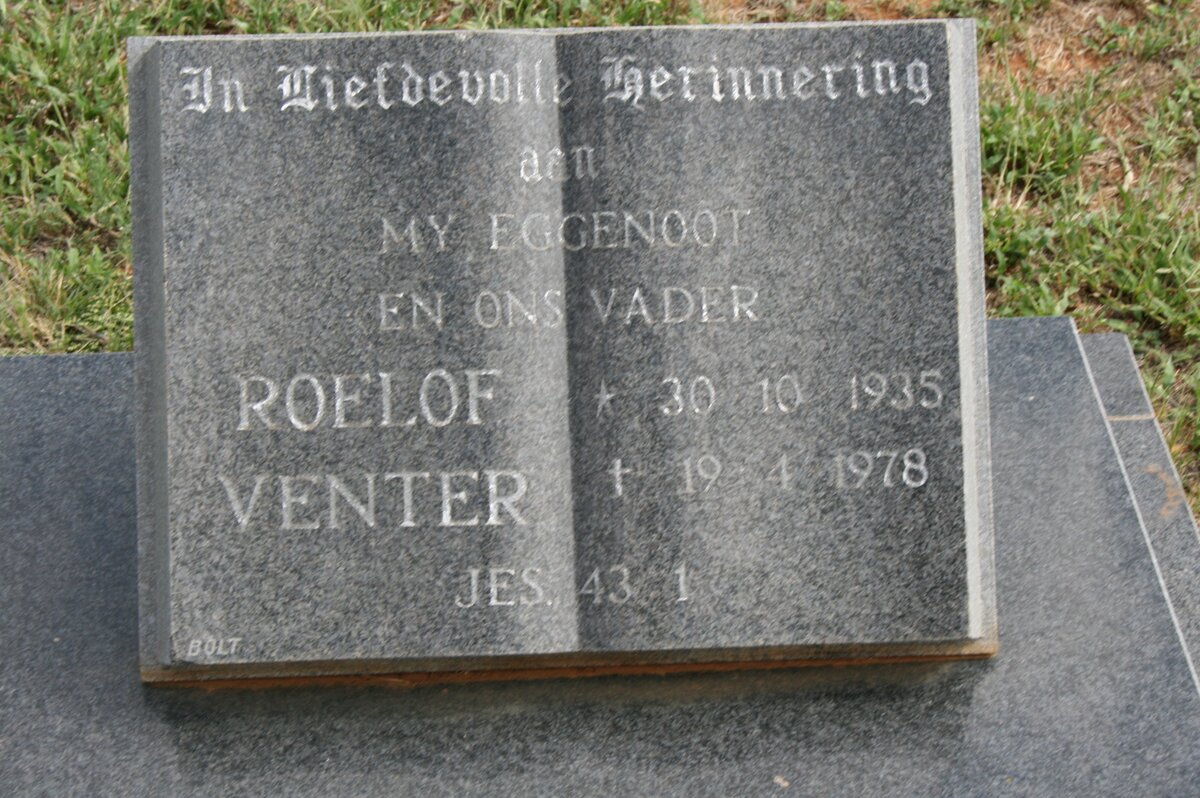 In Liefdevolle Herinnering
aan
MY EGGENOOT
EN ONS VADER
ROELOF ★ 30 10 1935
VENTER † 19 4 1978
JES. 43 1
BOLT